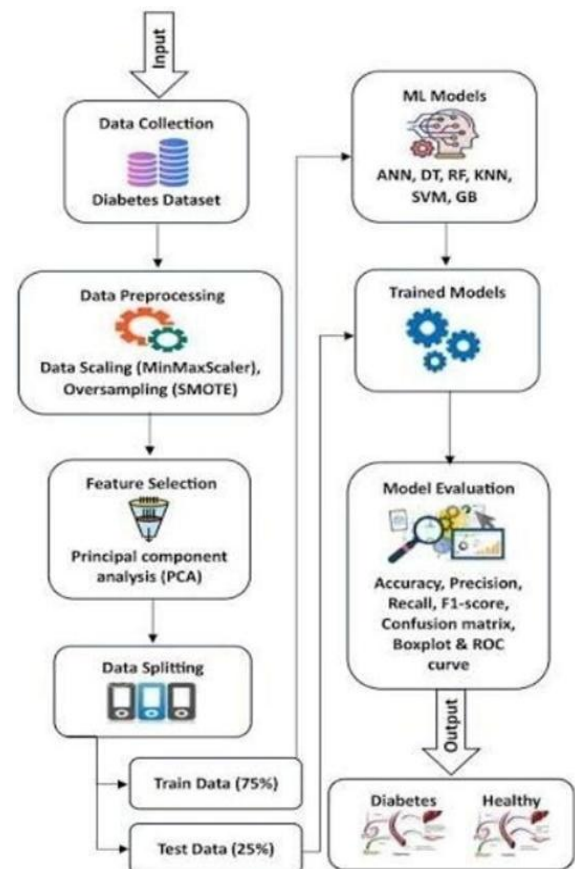 Input
Data Collection
Diabetes Dataset
Data Preprocessing
Data Scaling (MinMaxScaler),
Oversampling (SMOTE)
Feature Selection
Principal component
analysis (PCA)
Data Splitting
Train Data (75%)
Test Data (25%)
ML Models
ANN, DT, RF, KNN,
SVM, GB
Trained Models
Model Evaluation
Accuracy, Precision,
Recall, F1-score,
Confusion matrix,
Boxplot & ROC
curve
Output
Diabetes
Healthy